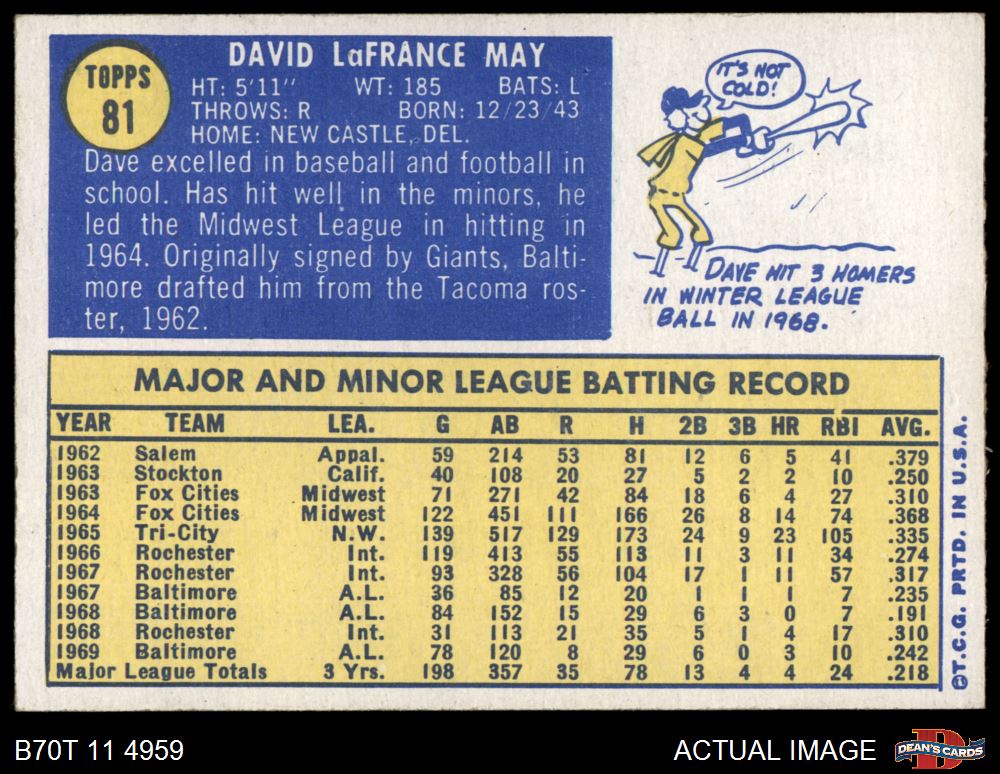 TOPPS
81
DAVID LaFRANCE MAY
HT: 5'11" WT: 185 BATS: L
THROWS: R BORN: 12/23/43
HOME: NEW CASTLE, DEL.
Dave excelled in baseball and football in
school. Has hit well in the minors, he
led the Midwest League in hitting in
1964. Originally signed by Giants, Balti-
more drafted him from the Tacoma ros-
ter, 1962.
IT'S NOT
COLD!
DAVE HIT 3 HOMERS
IN WINTER LEAGUE
BALL IN 1968.
MAJOR AND MINOR LEAGUE BATTING RECORD
YEAR TEAM LEA. G AB R H 2B 3B HR RBI AVG.
1962 Salem Appal. 59 214 53 81 12 6 5 41 .379
1963 Stockton Calif. 40 108 20 27 5 2 2 10 .250
1963 Fox Cities Midwest 71 271 42 84 18 6 4 27 .310
1964 Fox Cities Midwest 122 451 111 166 26 8 14 74 .368
1965 Tri-City N.W. 139 517 129 173 24 9 23 105 .335
1966 Rochester Int. 119 413 55 113 11 3 11 34 .274
1967 Rochester Int. 93 328 56 104 17 1 11 57 .317
1967 Baltimore A.L. 36 85 12 20 1 1 1 7 .235
1968 Baltimore A.L. 84 152 15 29 6 3 0 7 .191
1968 Rochester Int. 31 113 21 35 5 1 4 17 .310
1969 Baltimore A.L. 78 120 8 29 6 0 3 10 .242
Major League Totals 3 Yrs. 198 357 35 78 13 4 4 24 .218
©T.C.G. PRTD. IN U.S.A.
B70T 11 4959
ACTUAL IMAGE
DEAN'S CARDS